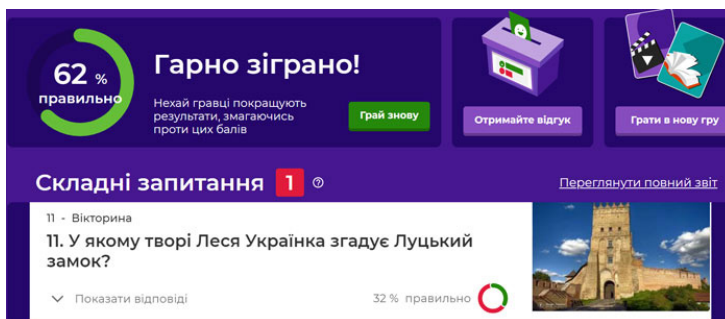 62 %
правильно
Гарно зіграно!
Нехай гравці покращують
результати, змагаючись
проти цих балів
Грай знову
Отримайте відгук
Грати в нову гру
Складні запитання 1 ?
Переглянути повний звіт
11 - Вікторина
11. У якому творі Леся Українка згадує Луцький
замок?
Показати відповіді
32 % правильно